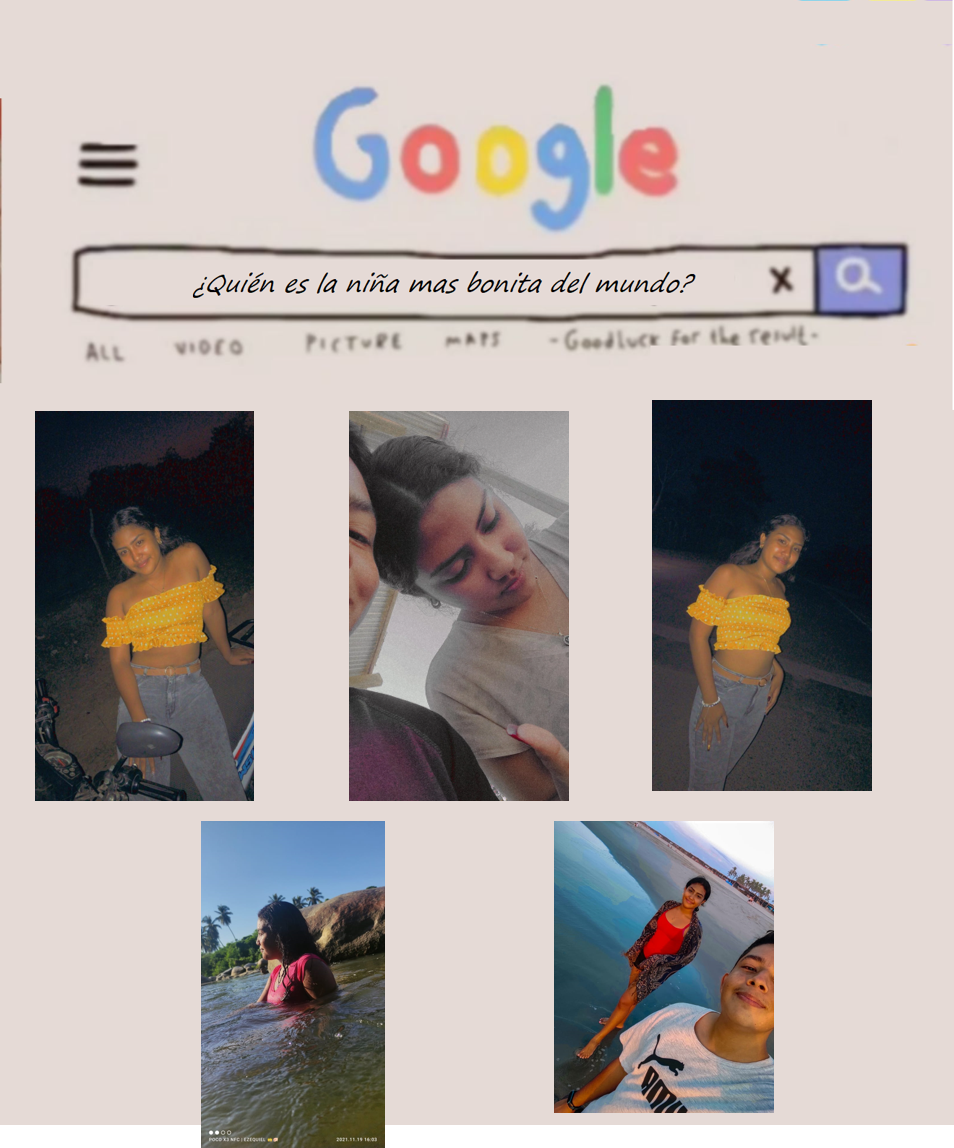 Google
¿Quién es la niña mas bonita del mundo? X
ALL VIDEO PICTURE MAPS -Goodluck for the result-
PUMA
POCO X3 NFC | EZEQUIEL
2021.11.19 16:03